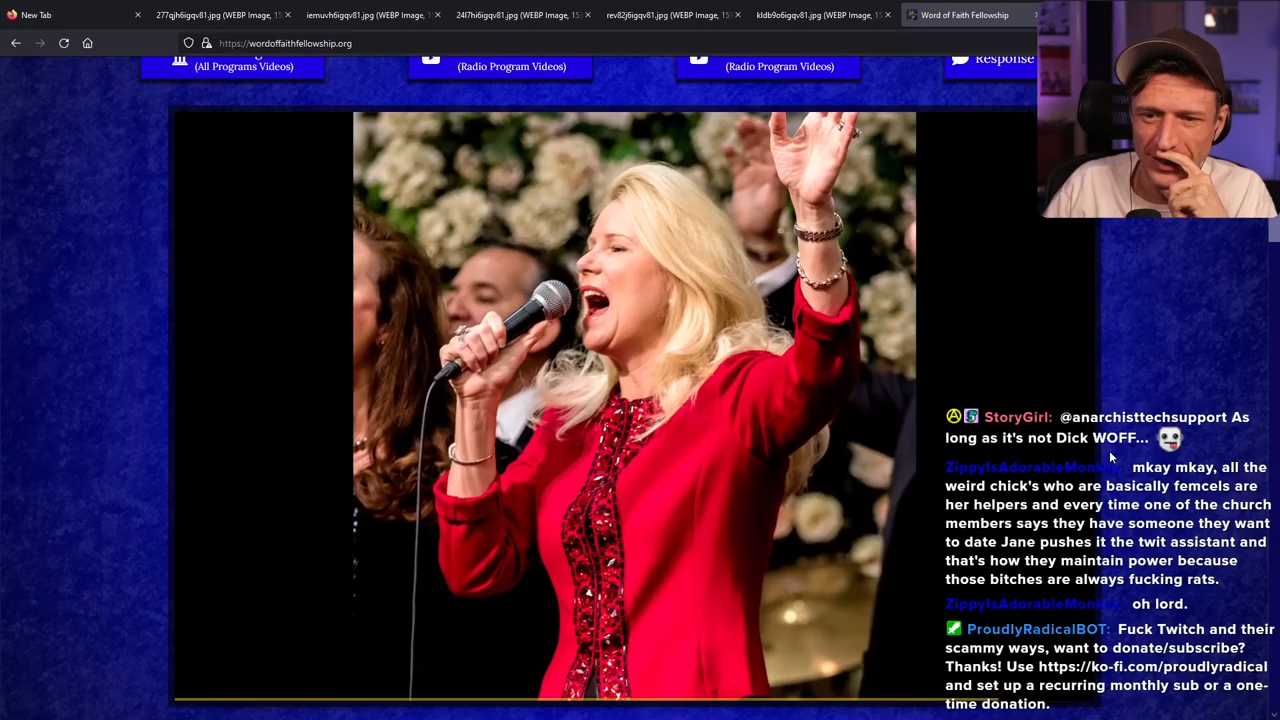 New Tab
277qjh6igqv81.jpg (WEBP Image, 15
iemuvh6igqv81.jpg (WEBP Image, 15
24l7hi6igqv81.jpg (WEBP Image, 15
rev82j6igqv81.jpg (WEBP Image, 15
kldb9o6igqv81.jpg (WEBP Image, 15
Word of Faith Fellowship
https://wordoffaithfellowship.org
(All Programs Videos)
(Radio Program Videos)
(Radio Program Videos)
Response
StoryGirl: @anarchisttechsupport As
long as it's not Dick WOFF...
mkay mkay, all the
weird chick's who are basically femcels are
her helpers and every time one of the church
members says they have someone they want
to date Jane pushes it the twit assistant and
that's how they maintain power because
those bitches are always fucking rats.
oh lord.
ProudlyRadicalBOT: Fuck Twitch and their
scammy ways, want to donate/subscribe?
Thanks! Use https://ko-fi.com/proudlyradical
and set up a recurring monthly sub or a one-
time donation.